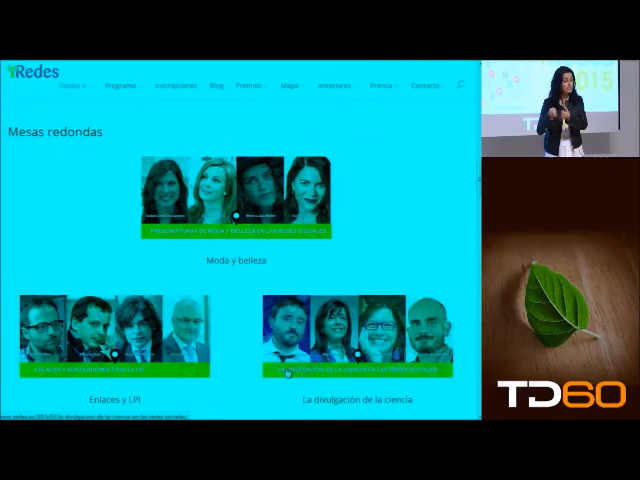 iRedes
Redes V
Programa
Inscripciones
Blog
Premios
Mapa
Anteriores
Prensa
Contacto
2015
TD
Mesas redondas
PRESCRIPTORAS DE MODA Y BELLEZA EN LAS REDES SOCIALES
Moda y belleza
ENLACES Y AGREGADORES TRAS LA LPI
LA DIVULGACIÓN DE LA CIENCIA EN LAS REDES SOCIALES
Enlaces y LPI
La divulgación de la ciencia
TD60